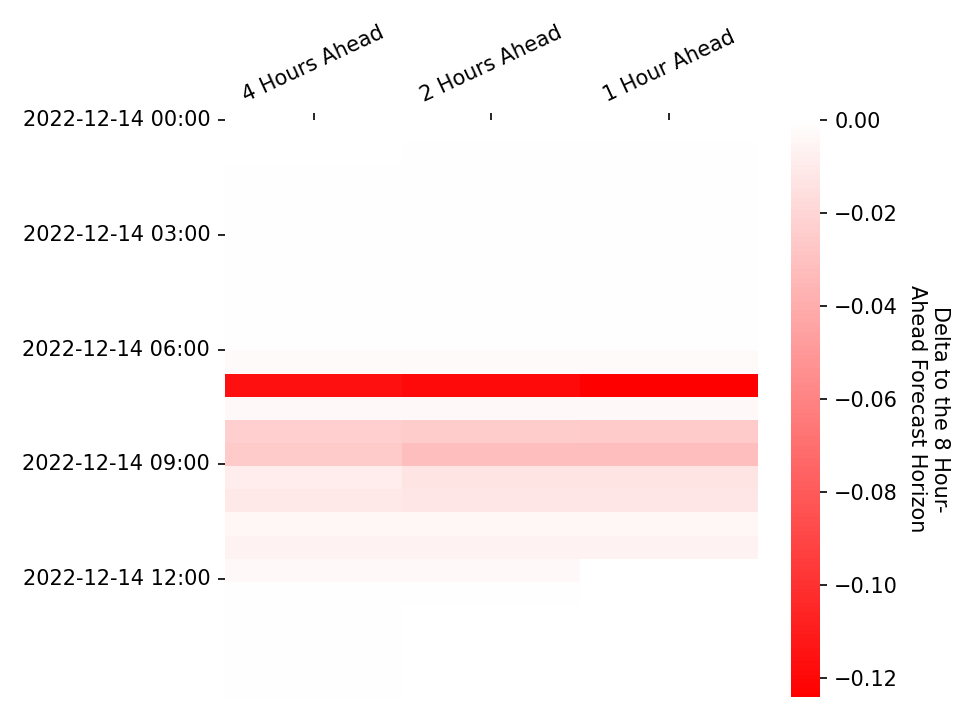 4 Hours Ahead
2 Hours Ahead
1 Hour Ahead
2022-12-14 00:00
2022-12-14 03:00
2022-12-14 06:00
2022-12-14 09:00
2022-12-14 12:00
0.00
−0.02
−0.04
−0.06
−0.08
−0.10
−0.12
Delta to the 8 Hour-
Ahead Forecast Horizon